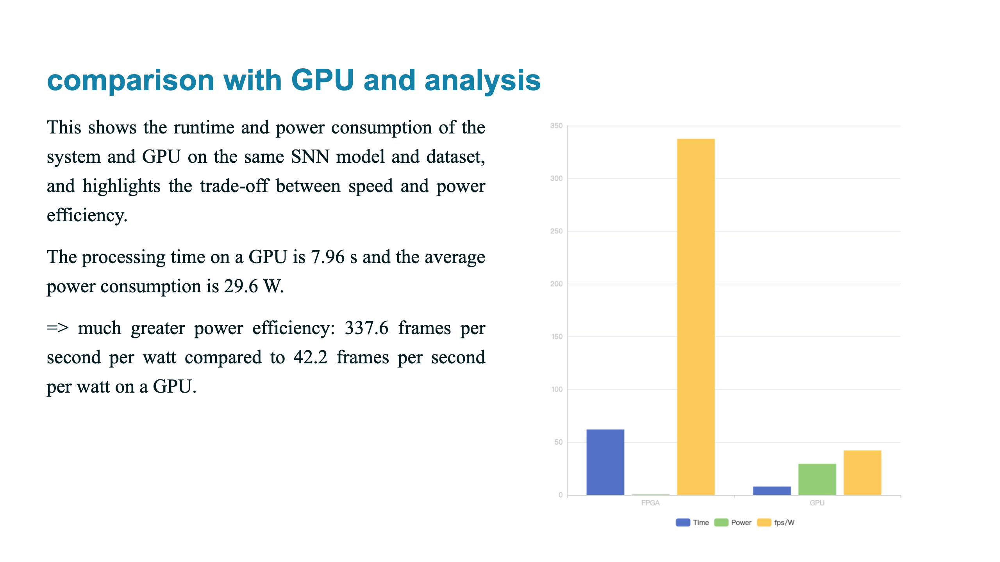 comparison with GPU and analysis
This shows the runtime and power consumption of the
system and GPU on the same SNN model and dataset,
and highlights the trade-off between speed and power
efficiency.
The processing time on a GPU is 7.96 s and the average
power consumption is 29.6 W.
=> much greater power efficiency: 337.6 frames per
second per watt compared to 42.2 frames per second
per watt on a GPU.
350
300
250
200
150
100
50
0
FPGA GPU
Time Power fps/W